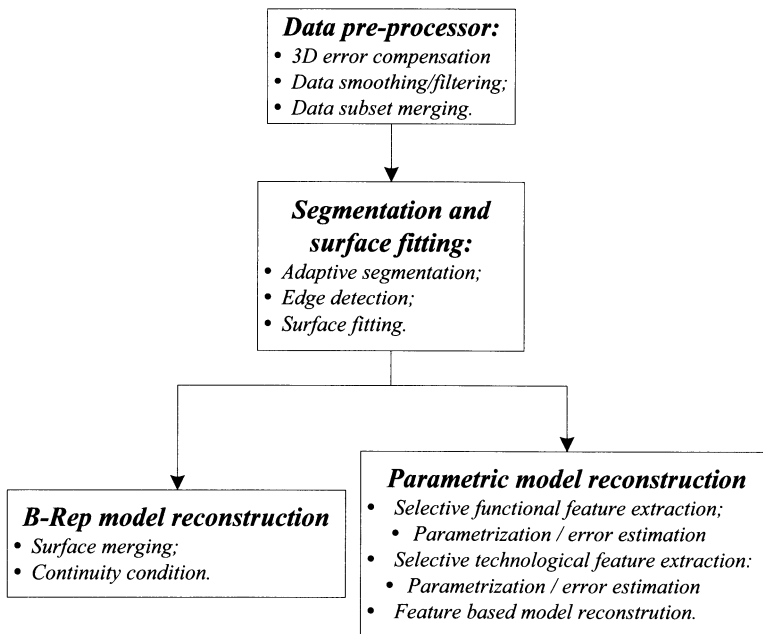 Data pre-processor:
• 3D error compensation
• Data smoothing/filtering;
• Data subset merging.
Segmentation and
surface fitting:
• Adaptive segmentation;
• Edge detection;
• Surface fitting.
B-Rep model reconstruction
• Surface merging;
• Continuity condition.
Parametric model reconstruction
• Selective functional feature extraction;
• Parametrization / error estimation
• Selective technological feature extraction:
• Parametrization / error estimation
• Feature based model reconstrution.